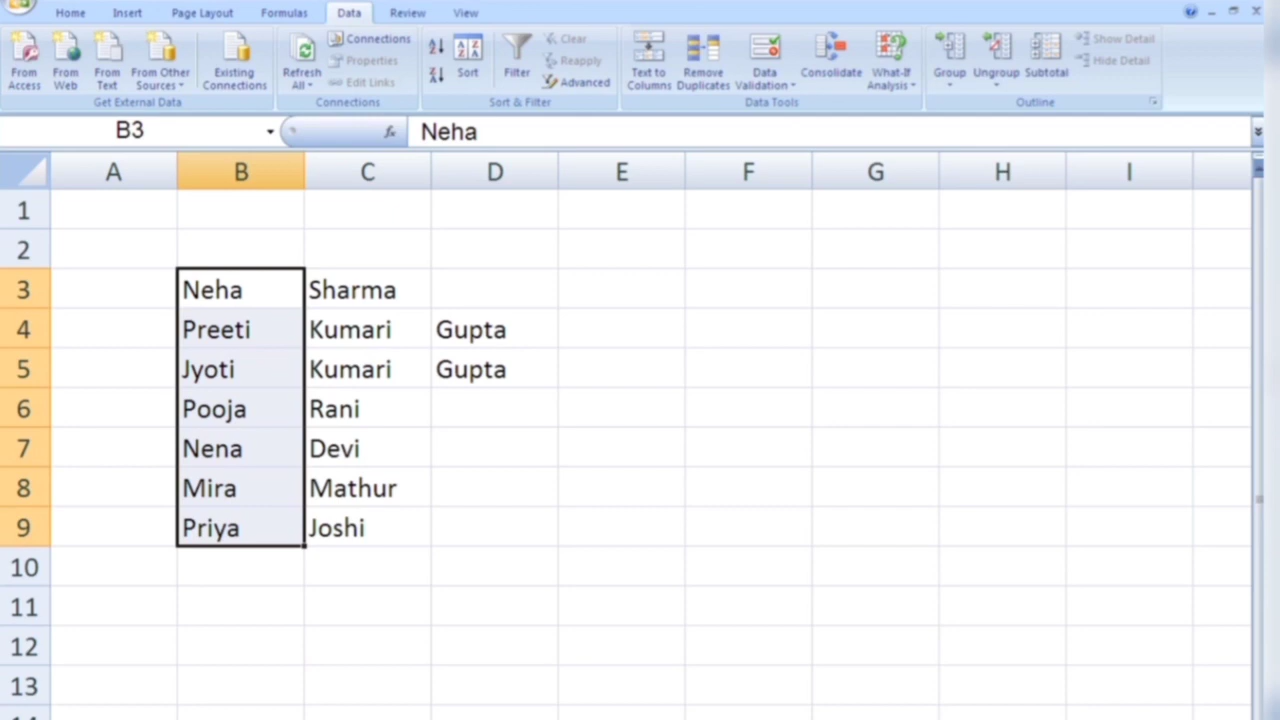 Home Insert Page Layout Formulas Data Review View
From Access From Web From Text From Other Sources Existing Connections
Get External Data
Refresh All Connections Properties Edit Links
Connections
Sort Filter Clear Reapply Advanced
Sort & Filter
Text to Columns Remove Duplicates Data Validation Consolidate What-If Analysis
Data Tools
Group Ungroup Subtotal Show Detail Hide Detail
Outline
B3 fx Neha
A B C D E F G H I
1
2
3 Neha Sharma
4 Preeti Kumari Gupta
5 Jyoti Kumari Gupta
6 Pooja Rani
7 Nena Devi
8 Mira Mathur
9 Priya Joshi
10
11
12
13